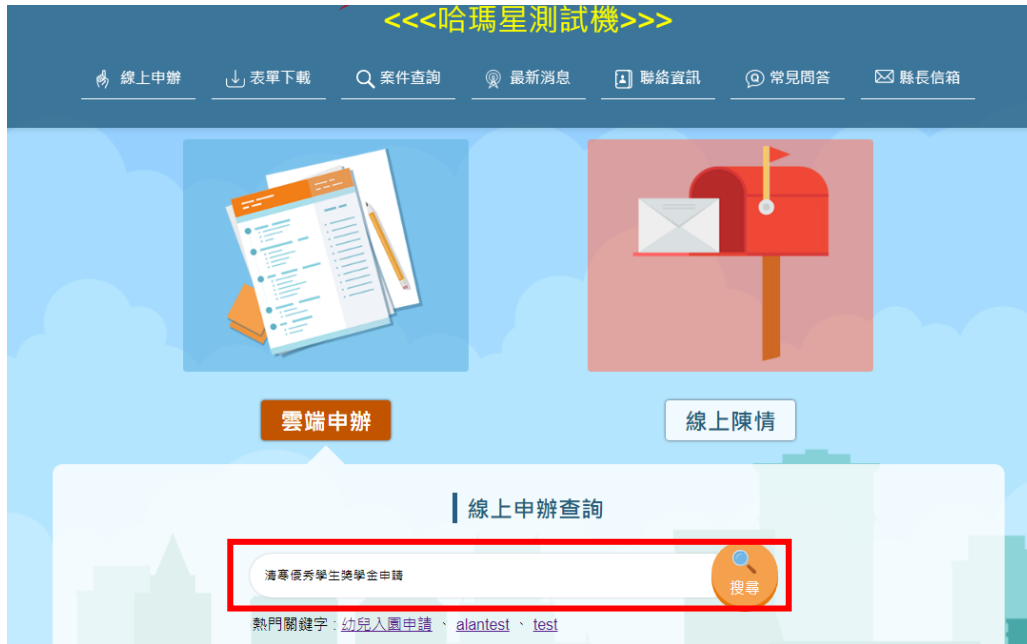 <<<哈瑪星測試機>>>
線上申辦 表單下載 案件查詢 最新消息 聯絡資訊 常見問答 縣長信箱
雲端申辦 線上陳情
線上申辦查詢
清寒優秀學生獎學金申請 搜尋
熱門關鍵字 : 幼兒入園申請 、 alantest 、 test